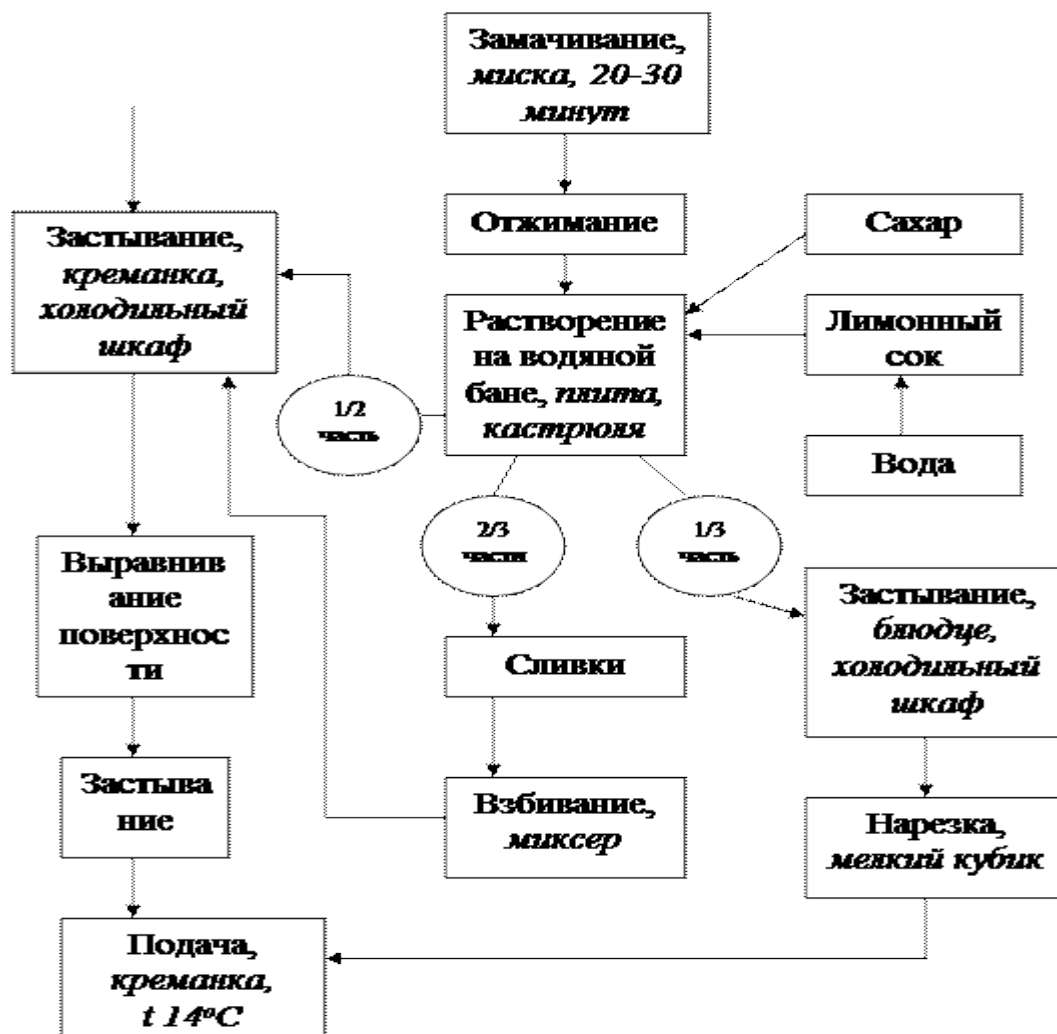 Замачивание,
миска, 20-30
минут
Отжимание
Сахар
Застывание,
креманка,
холодильный
шкаф
Растворение
на водяной
бане, плита,
кастрюля
Лимонный
сок
1/2
часть
Вода
2/3
части
1/3
часть
Выравнив
ание
поверхнос
ти
Застывание,
блюдце,
холодильный
шкаф
Сливки
Застыва
ние
Взбивание,
миксер
Нарезка,
мелкий кубик
Подача,
креманка,
t 14°C